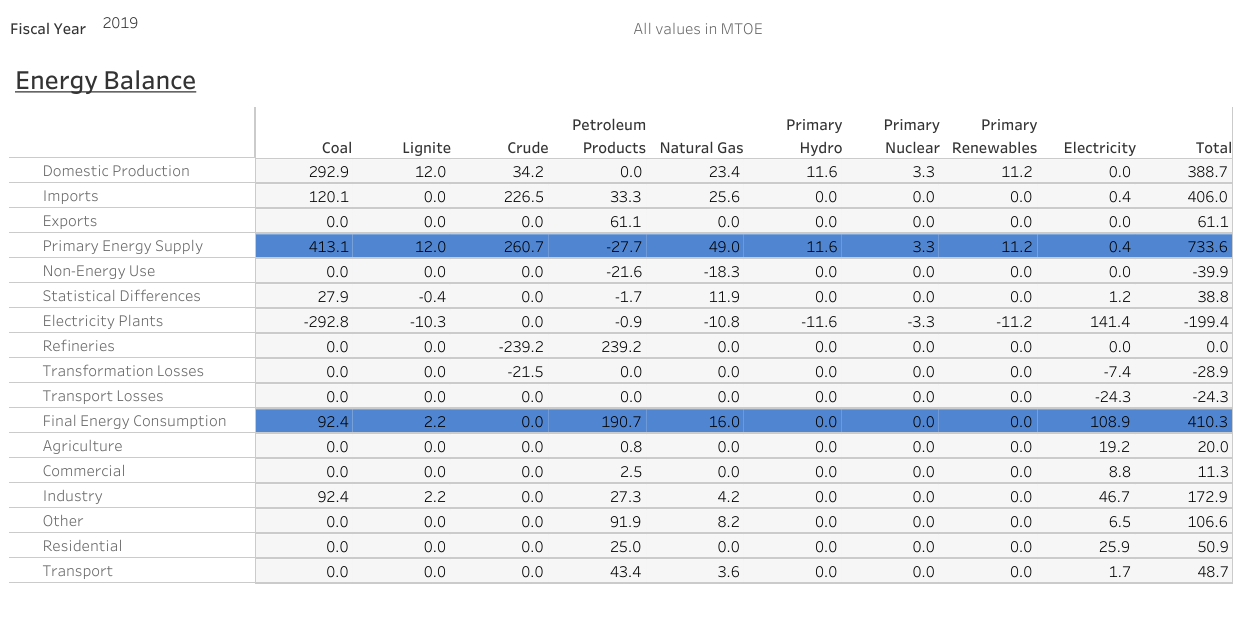 Fiscal Year 2019 All values in MTOE
Energy Balance
Petroleum Primary Primary Primary
Coal Lignite Crude Products Natural Gas Hydro Nuclear Renewables Electricity Total
Domestic Production 292.9 12.0 34.2 0.0 23.4 11.6 3.3 11.2 0.0 388.7
Imports 120.1 0.0 226.5 33.3 25.6 0.0 0.0 0.0 0.4 406.0
Exports 0.0 0.0 0.0 61.1 0.0 0.0 0.0 0.0 0.0 61.1
Primary Energy Supply 413.1 12.0 260.7 -27.7 49.0 11.6 3.3 11.2 0.4 733.6
Non-Energy Use 0.0 0.0 0.0 -21.6 -18.3 0.0 0.0 0.0 0.0 -39.9
Statistical Differences 27.9 -0.4 0.0 -1.7 11.9 0.0 0.0 0.0 1.2 38.8
Electricity Plants -292.8 -10.3 0.0 -0.9 -10.8 -11.6 -3.3 -11.2 141.4 -199.4
Refineries 0.0 0.0 -239.2 239.2 0.0 0.0 0.0 0.0 0.0 0.0
Transformation Losses 0.0 0.0 -21.5 0.0 0.0 0.0 0.0 0.0 -7.4 -28.9
Transport Losses 0.0 0.0 0.0 0.0 0.0 0.0 0.0 0.0 -24.3 -24.3
Final Energy Consumption 92.4 2.2 0.0 190.7 16.0 0.0 0.0 0.0 108.9 410.3
Agriculture 0.0 0.0 0.0 0.8 0.0 0.0 0.0 0.0 19.2 20.0
Commercial 0.0 0.0 0.0 2.5 0.0 0.0 0.0 0.0 8.8 11.3
Industry 92.4 2.2 0.0 27.3 4.2 0.0 0.0 0.0 46.7 172.9
Other 0.0 0.0 0.0 91.9 8.2 0.0 0.0 0.0 6.5 106.6
Residential 0.0 0.0 0.0 25.0 0.0 0.0 0.0 0.0 25.9 50.9
Transport 0.0 0.0 0.0 43.4 3.6 0.0 0.0 0.0 1.7 48.7